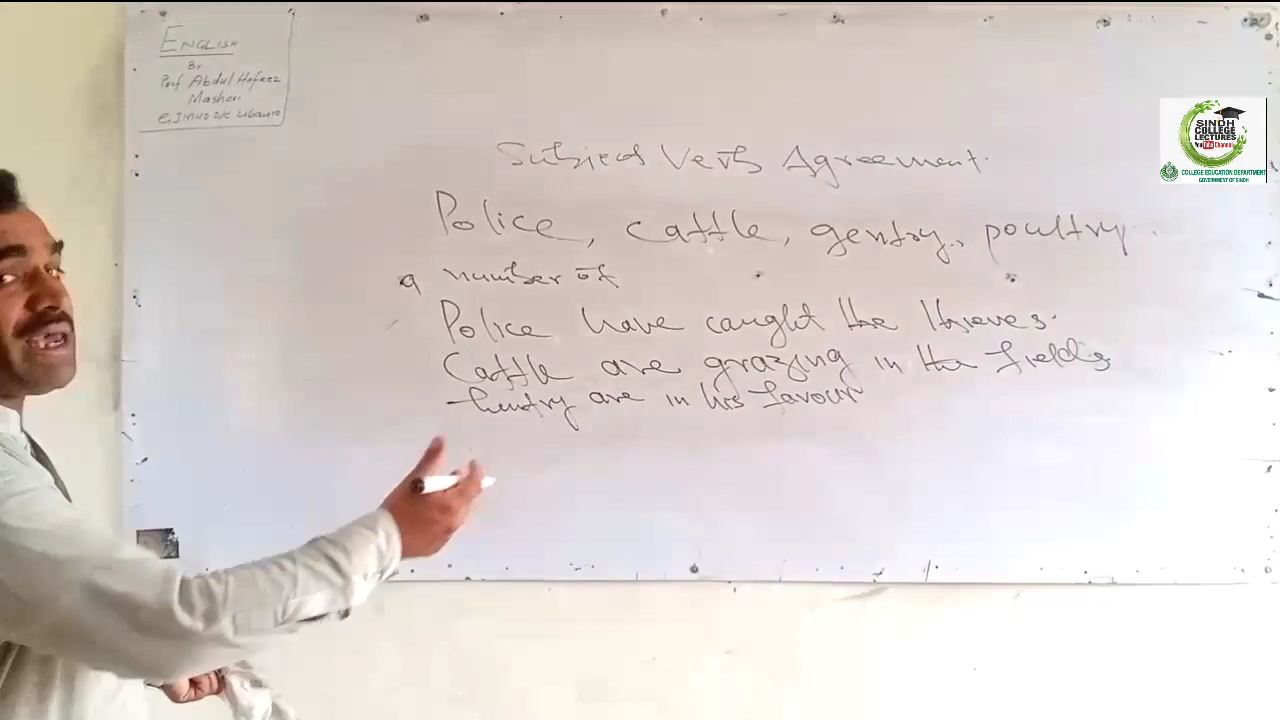 ENGLISH
By
Prof Abdul Hafeez
Mashori
SINDH
COLLEGE
LECTURES
YouTube Channel
COLLEGE EDUCATION DEPARTMENT
GOVERNMENT OF SINDH
Subject Verb Agreement.
Police, cattle, gentry, poultry.
a number of
Police have caught the thieves.
Cattle are grazing in the fields
Gentry are in his favour